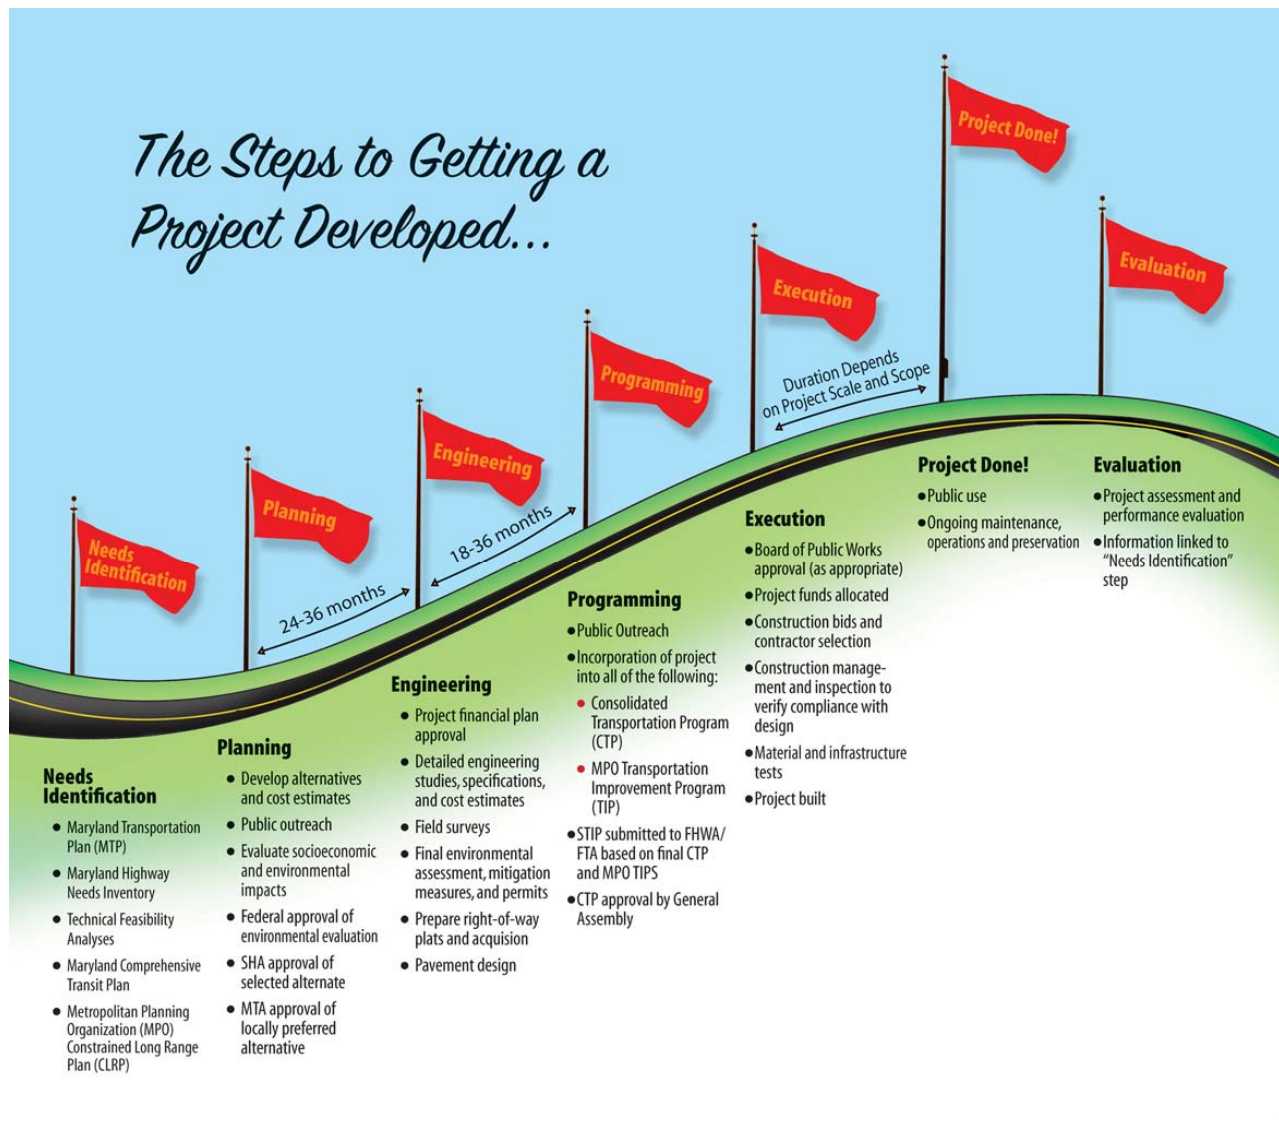 The Steps to Getting a
Project Developed...
Needs
Identification
Planning
Engineering
Programming
Execution
Project Done!
Evaluation
24-36 months
18-36 months
Duration Depends
on Project Scale and Scope
Needs
Identification
● Maryland Transportation
Plan (MTP)
● Maryland Highway
Needs Inventory
● Technical Feasibility
Analyses
● Maryland Comprehensive
Transit Plan
● Metropolitan Planning
Organization (MPO)
Constrained Long Range
Plan (CLRP)
Planning
● Develop alternatives
and cost estimates
● Public outreach
● Evaluate socioeconomic
and environmental
impacts
● Federal approval of
environmental evaluation
● SHA approval of
selected alternate
● MTA approval of
locally preferred
alternative
Engineering
● Project financial plan
approval
● Detailed engineering
studies, specifications,
and cost estimates
● Field surveys
● Final environmental
assessment, mitigation
measures, and permits
● Prepare right-of-way
plats and acquision
● Pavement design
Programming
● Public Outreach
● Incorporation of project
into all of the following:
● Consolidated
Transportation Program
(CTP)
● MPO Transportation
Improvement Program
(TIP)
● STIP submitted to FHWA/
FTA based on final CTP
and MPO TIPS
● CTP approval by General
Assembly
Execution
● Board of Public Works
approval (as appropriate)
● Project funds allocated
● Construction bids and
contractor selection
● Construction manage-
ment and inspection to
verify compliance with
design
● Material and infrastructure
tests
● Project built
Project Done!
● Public use
● Ongoing maintenance,
operations and preservation
Evaluation
● Project assessment and
performance evaluation
● Information linked to
“Needs Identification”
step